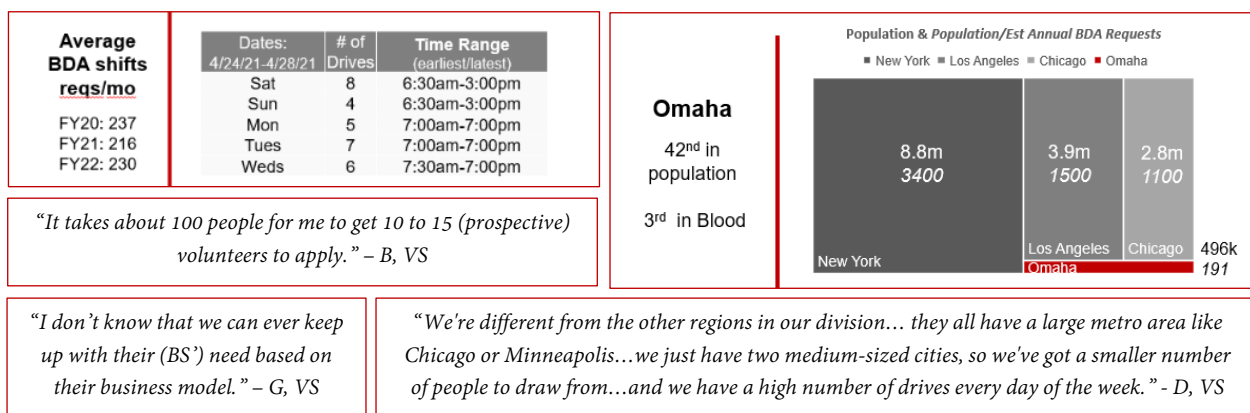 Average
BDA shifts
reqs/mo
FY20: 237
FY21: 216
FY22: 230
Dates: # of Time Range
4/24/21-4/28/21 Drives (earliest/latest)
Sat 8 6:30am-3:00pm
Sun 4 6:30am-3:00pm
Mon 5 7:00am-7:00pm
Tues 7 7:00am-7:00pm
Weds 6 7:30am-7:00pm
“It takes about 100 people for me to get 10 to 15 (prospective)
volunteers to apply.” – B, VS
Omaha
42nd in
population
3rd in Blood
Population & Population/Est Annual BDA Requests
New York Los Angeles Chicago Omaha
8.8m
3400
New York
3.9m
1500
Los Angeles
2.8m
1100
Chicago
Omaha
496k
191
“I don’t know that we can ever keep
up with their (BS’) need based on
their business model.” – G, VS
“We're different from the other regions in our division… they all have a large metro area like
Chicago or Minneapolis…we just have two medium-sized cities, so we've got a smaller number
of people to draw from…and we have a high number of drives every day of the week.” - D, VS